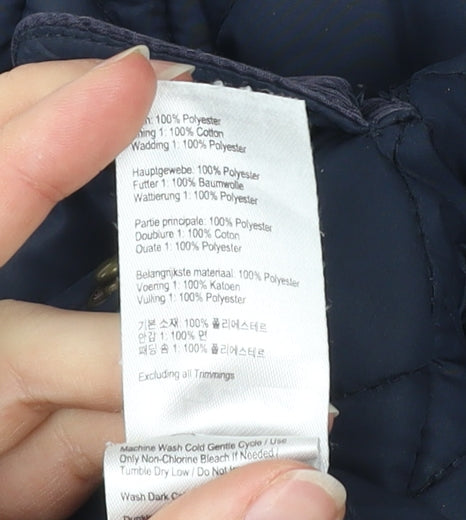 100% Polyester
1: 100% Cotton
Wadding 1: 100% Polyester
Hauptgewebe: 100% Polyester
Futter 1: 100% Baumwolle
Wattierung 1: 100% Polyester
Partie principale: 100% Polyester
Doublure 1: 100% Coton
Ouate 1: 100% Polyester
Belangrijkste materiaal: 100% Polyester
Voering 1: 100% Katoen
Vulling 1: 100% Polyester
기본 소재: 100% 폴리에스테르
안감 1: 100% 면
패딩 솜 1: 100% 폴리에스테르
Excluding all Trimmings
Machine Wash Cold Gentle Cycle / Use
Only Non-Chlorine Bleach If Needed /
Tumble Dry Low / Do Not
Wash Dark